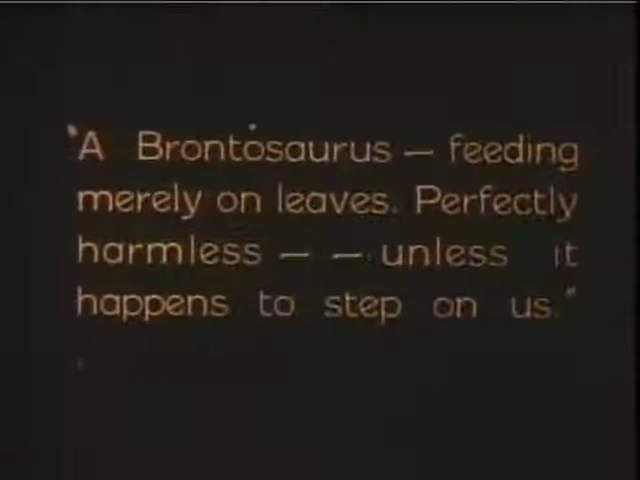 "A Brontosaurus — feeding
merely on leaves. Perfectly
harmless — — unless it
happens to step on us."